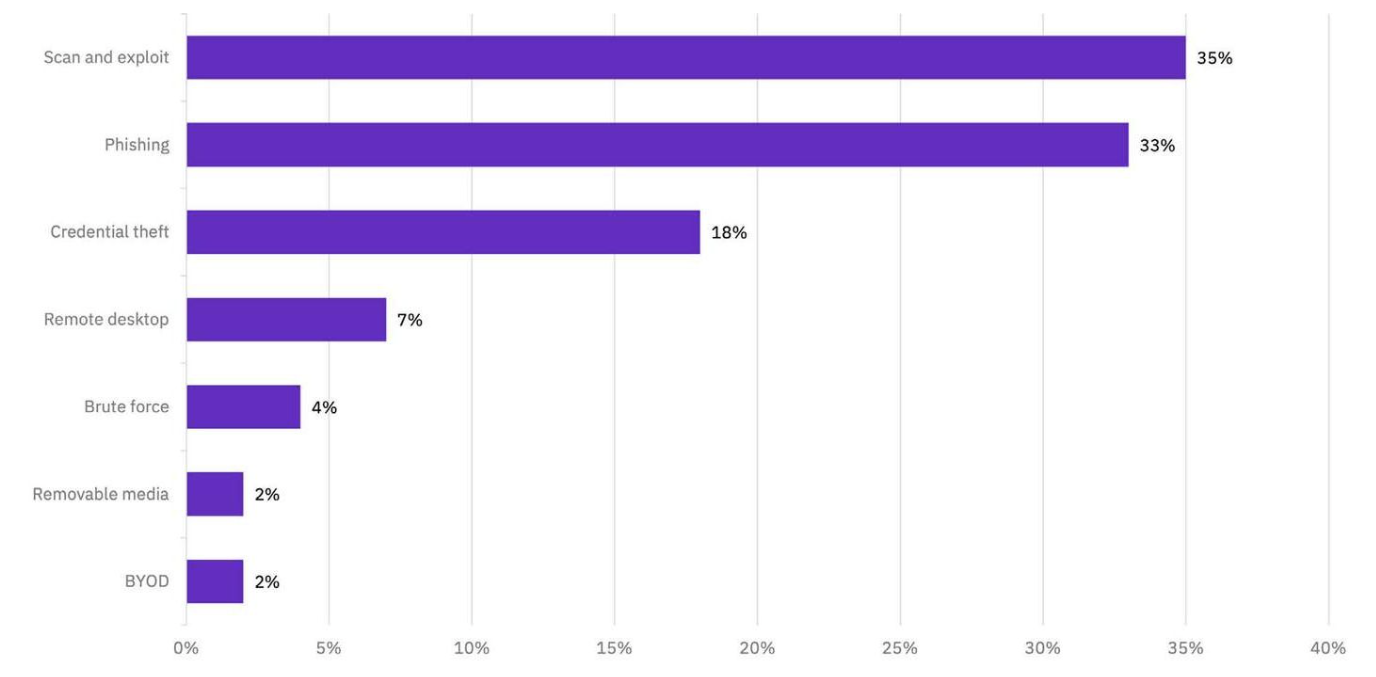 Scan and exploit 35%
Phishing 33%
Credential theft 18%
Remote desktop 7%
Brute force 4%
Removable media 2%
BYOD 2%
0% 5% 10% 15% 20% 25% 30% 35% 40%